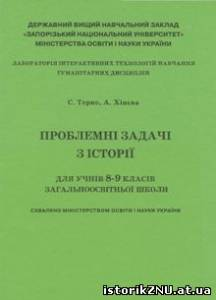 ДЕРЖАВНИЙ ВИЩИЙ НАВЧАЛЬНИЙ ЗАКЛАД
«ЗАПОРІЗЬКИЙ НАЦІОНАЛЬНИЙ УНІВЕРСИТЕТ»
МІНІСТЕРСТВА ОСВІТИ І НАУКИ УКРАЇНИ
ЛАБОРАТОРІЯ ІНТЕРАКТИВНИХ ТЕХНОЛОГІЙ НАВЧАННЯ
ГУМАНІТАРНИХ ДИСЦИПЛІН
С. Терно, А.
ПРОБЛЕМНІ ЗАДАЧІ
З ІСТОРІЇ
ДЛЯ УЧНІВ 8-9 КЛАСІВ
ЗАГАЛЬНООСВІТНЬОЇ ШКОЛИ
СХВАЛЕНО МІНІСТЕРСТВОМ ОСВІТИ І НАУКИ УКРАЇНИ
istorikZNU.at.ua